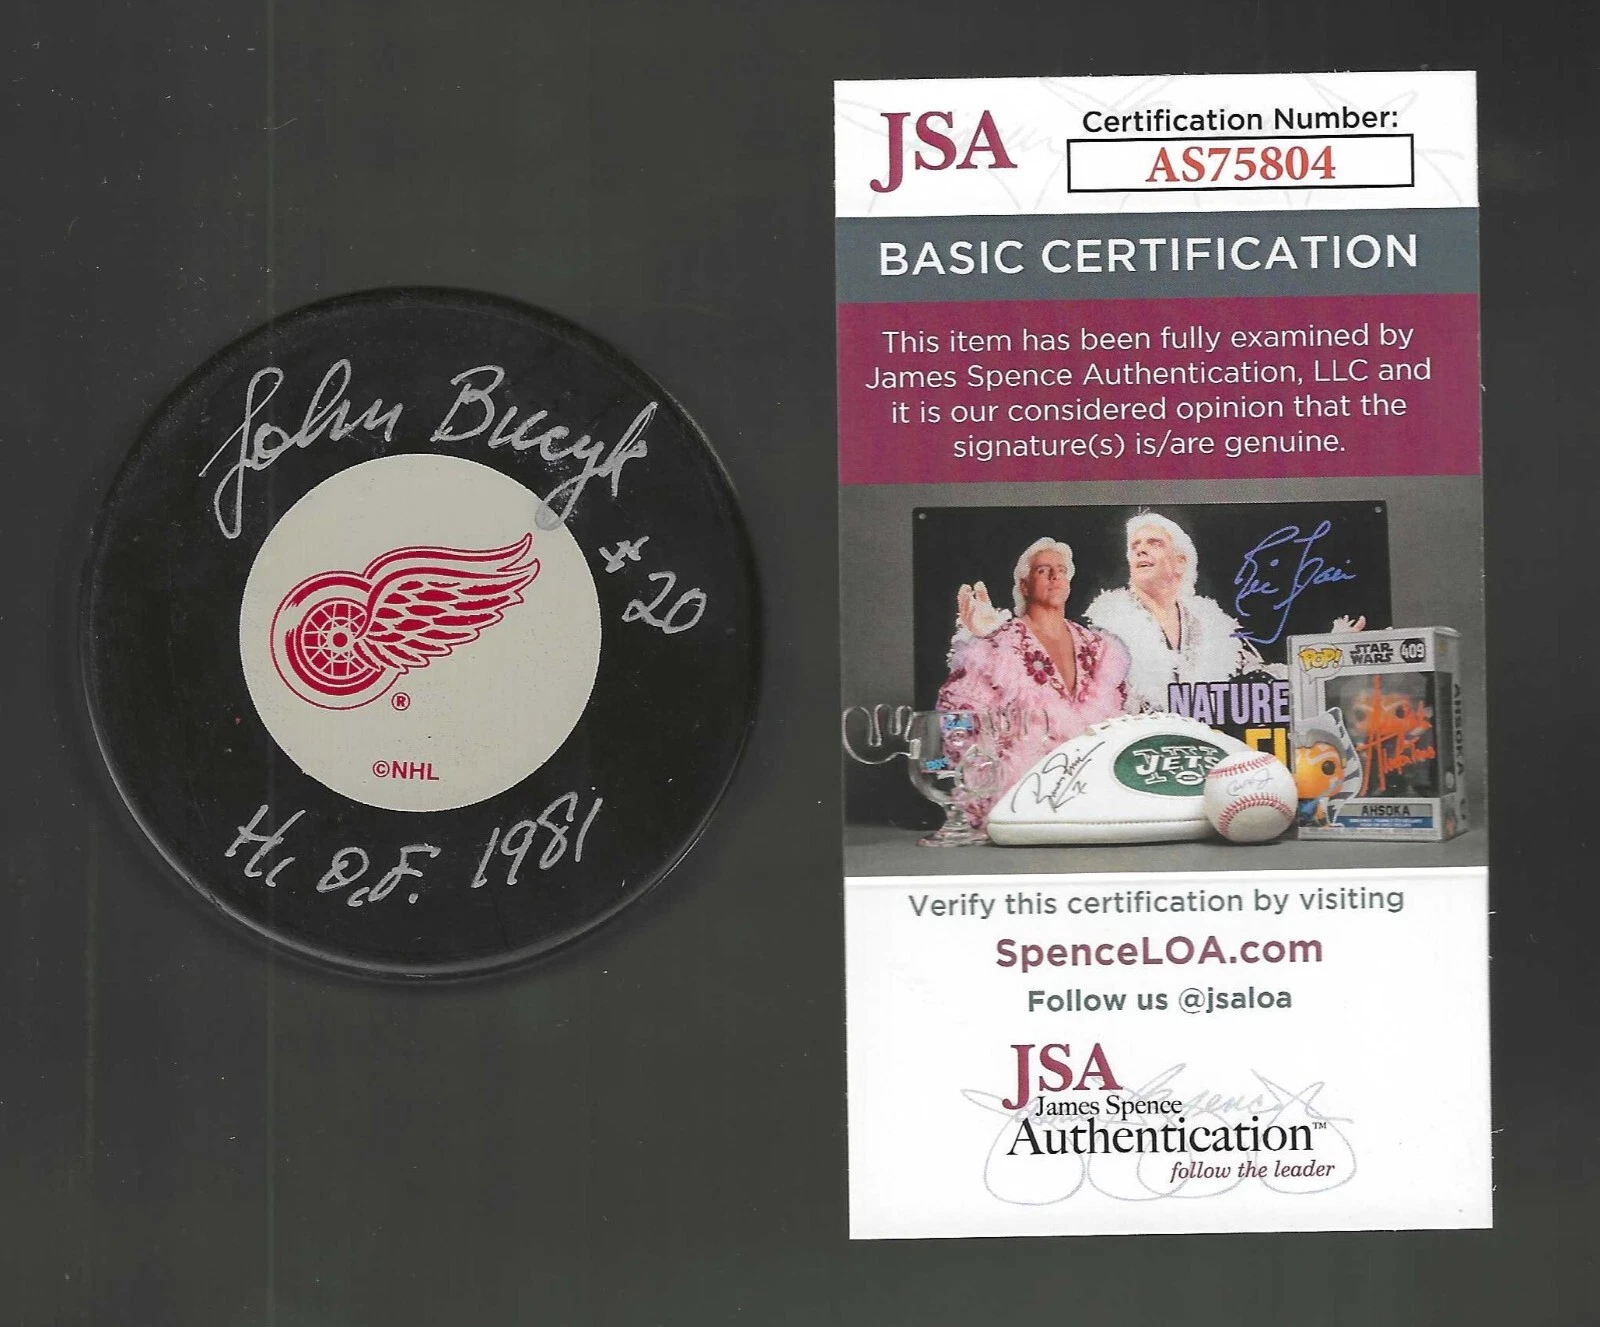 John Bucyk
#20
®
©NHL
H.O.F. 1981
JSA
Certification Number:
AS75804
BASIC CERTIFICATION
This item has been fully examined by
James Spence Authentication, LLC and
it is our considered opinion that the
signature(s) is/are genuine.
NATURE
JETS
POP!
STAR
WARS
409
AHSOKA
AHSOKA
Verify this certification by visiting
SpenceLOA.com
Follow us @jsaloa
JSA
James Spence
Authentication™
follow the leader